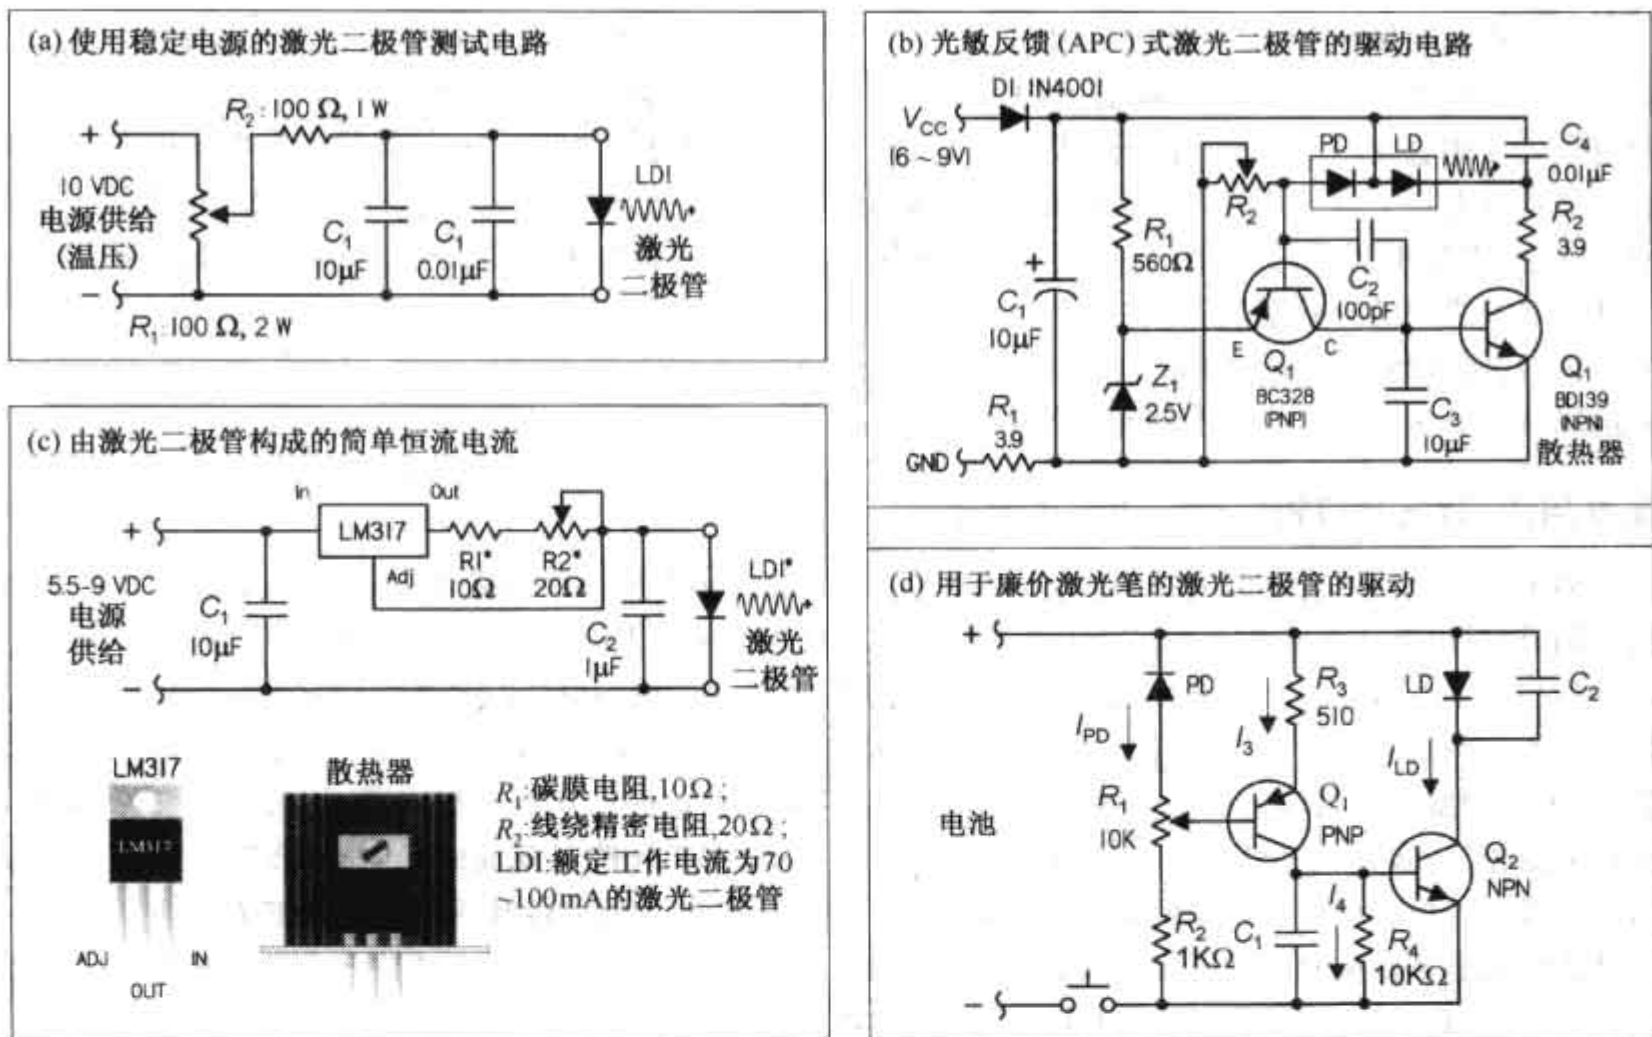 (a) 使用稳定电源的激光二极管测试电路
R₂:100 Ω, 1 W
+
10 VDC
电源供给
(温压)
−
C₁
10μF
C₁
0.01μF
LD1
激光
二极管
R₁:100 Ω, 2 W
(b) 光敏反馈(APC)式激光二极管的驱动电路
D1: 1N4001
V_CC
(6 ~ 9V)
PD
LD
C₄
0.01μF
R₂
R₂
3.9
R₁
560Ω
+
C₁
10μF
C₂
100pF
E
C
Q₁
BC328
(PNP)
Z₁
2.5V
C₃
10μF
Q₁
BD139
(NPN)
散热器
R₁
3.9
GND
(c) 由激光二极管构成的简单恒流电流
In
Out
+
LM317
Adj
R1*
10Ω
R2*
20Ω
5.5-9 VDC
电源
供给
−
C₁
10μF
C₂
1μF
LD1*
激光
二极管
LM317
LM317
ADJ
OUT
IN
散热器
R₁:碳膜电阻,10Ω;
R₂:线绕精密电阻,20Ω;
LD1:额定工作电流为70
~100mA的激光二极管
(d) 用于廉价激光笔的激光二极管的驱动
+
PD
R₃
510
LD
C₂
I_PD
I₃
I_LD
R₁
10K
Q₁
PNP
电池
Q₂
NPN
R₂
1KΩ
C₁
I₄
R₄
10KΩ
−